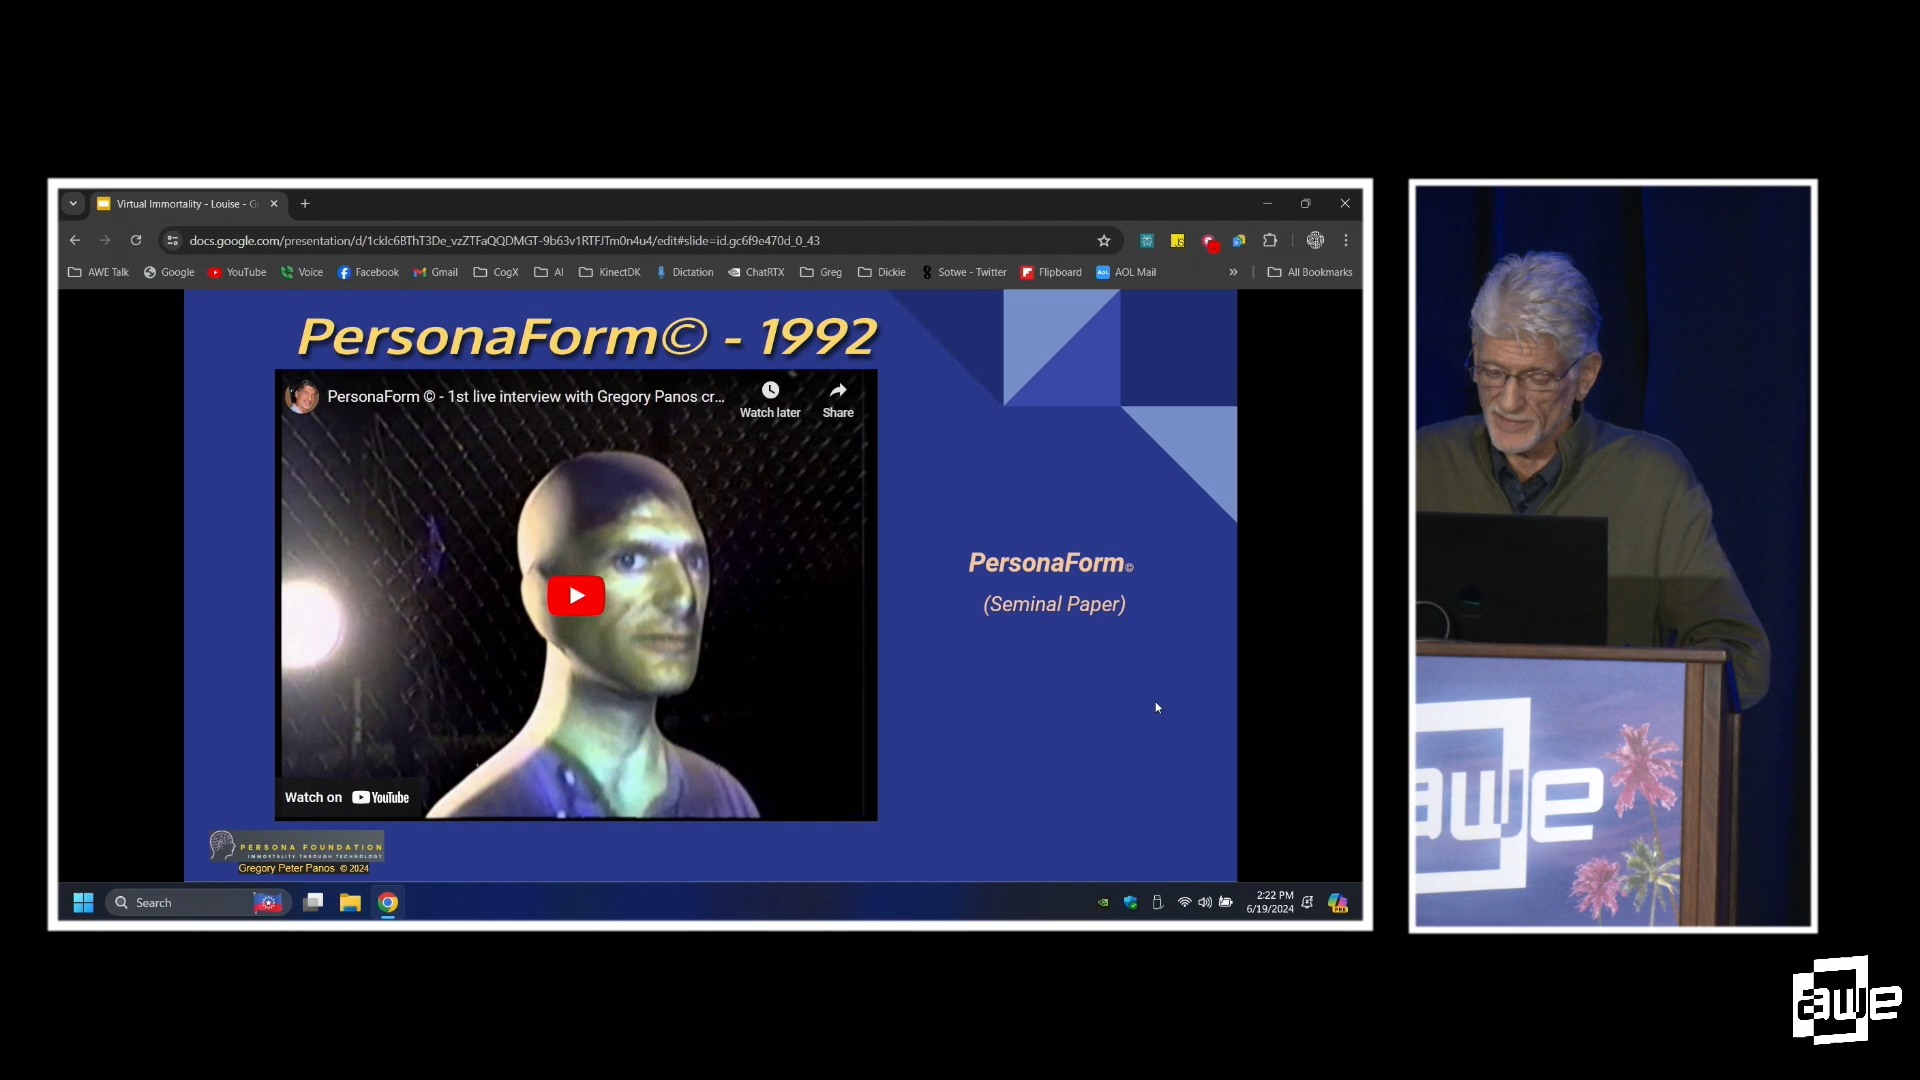 Virtual Immortality - Louise - G
docs.google.com/presentation/d/1ckIc6BThT3De_vzZTFaQQDMGT-9b63v1RTFJTm0n4u4/edit#slide=id.gc6f9e470d_0_43
JS
AWE Talk Google YouTube Voice Facebook Gmail CogX AI KinectDK Dictation ChatRTX Greg Dickie Sotwe - Twitter Flipboard AOL Mail » All Bookmarks
PersonaForm© - 1992
PersonaForm © - 1st live interview with Gregory Panos cr...
Watch later
Share
PersonaForm©
(Seminal Paper)
Watch on YouTube
PERSONA FOUNDATION
IMMORTALITY THROUGH TECHNOLOGY
Gregory Peter Panos © 2024
Search
2:22 PM
6/19/2024
awe
awe